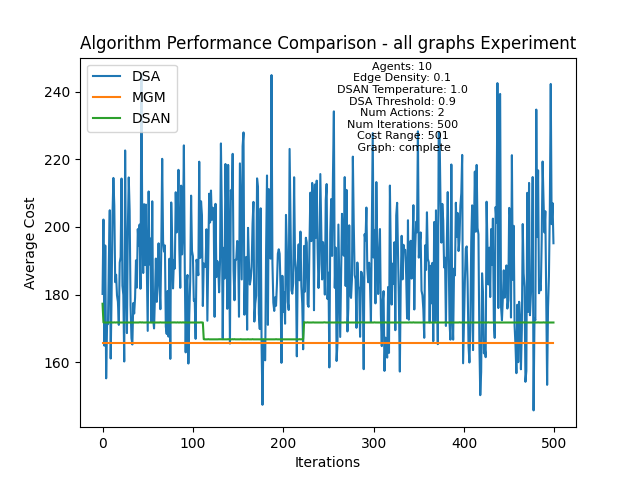 Algorithm Performance Comparison - all graphs Experiment
DSA
MGM
DSAN
Agents: 10
Edge Density: 0.1
DSAN Temperature: 1.0
DSA Threshold: 0.9
Num Actions: 2
Num Iterations: 500
Cost Range: 501
Graph: complete
Average Cost
240
220
200
180
160
0 100 200 300 400 500
Iterations